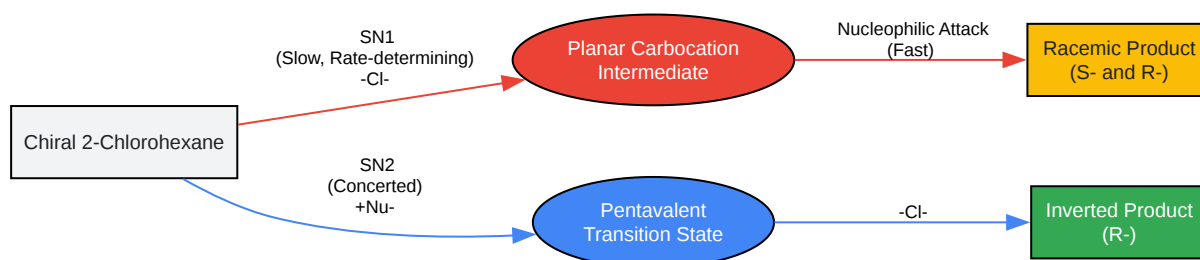 Chiral 2-Chlorohexane
SN1
(Slow, Rate-determining)
-Cl-
Planar Carbocation
Intermediate
Nucleophilic Attack
(Fast)
Racemic Product
(S- and R-)
SN2
(Concerted)
+Nu-
Pentavalent
Transition State
-Cl-
Inverted Product
(R-)